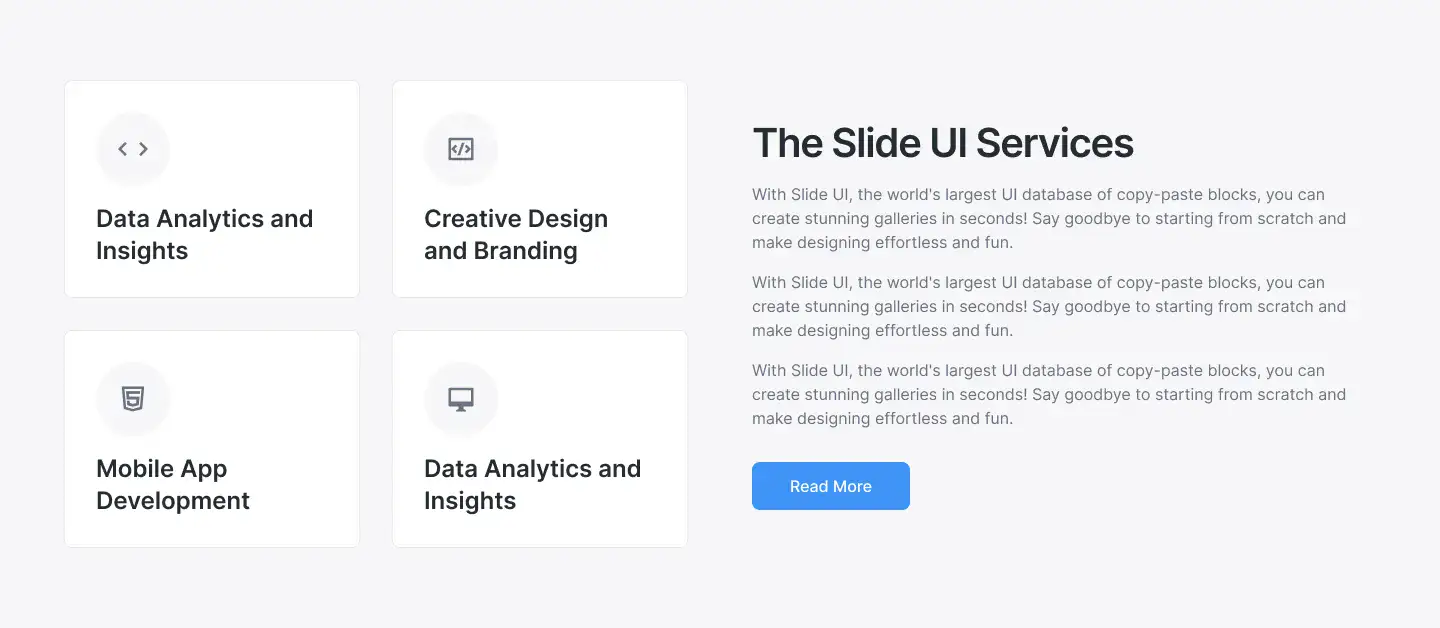 Data Analytics and
Insights
Creative Design
and Branding
Mobile App
Development
Data Analytics and
Insights
The Slide UI Services
With Slide UI, the world's largest UI database of copy-paste blocks, you can
create stunning galleries in seconds! Say goodbye to starting from scratch and
make designing effortless and fun.
With Slide UI, the world's largest UI database of copy-paste blocks, you can
create stunning galleries in seconds! Say goodbye to starting from scratch and
make designing effortless and fun.
With Slide UI, the world's largest UI database of copy-paste blocks, you can
create stunning galleries in seconds! Say goodbye to starting from scratch and
make designing effortless and fun.
Read More